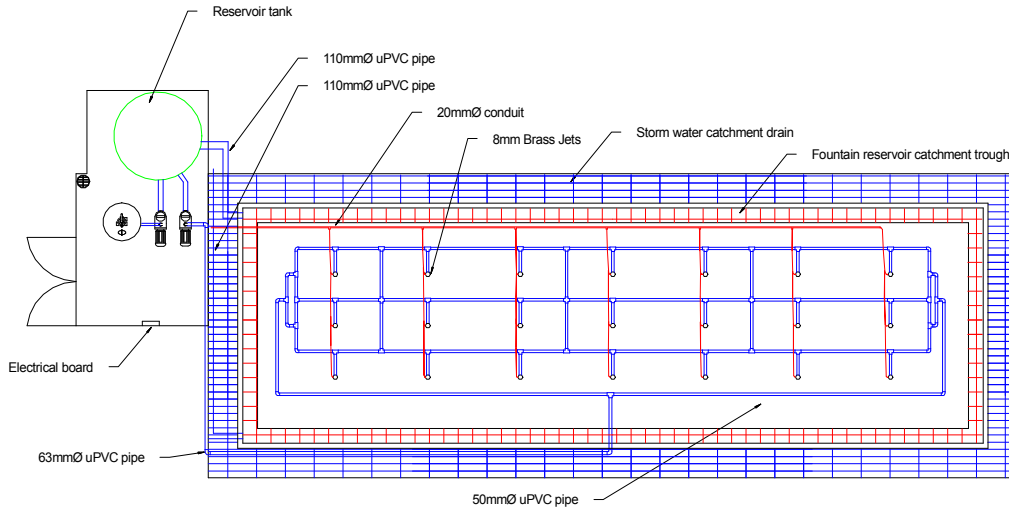 Reservoir tank
110mmØ uPVC pipe
110mmØ uPVC pipe
20mmØ conduit
8mm Brass Jets
Storm water catchment drain
Fountain reservoir catchment trough
Electrical board
63mmØ uPVC pipe
50mmØ uPVC pipe